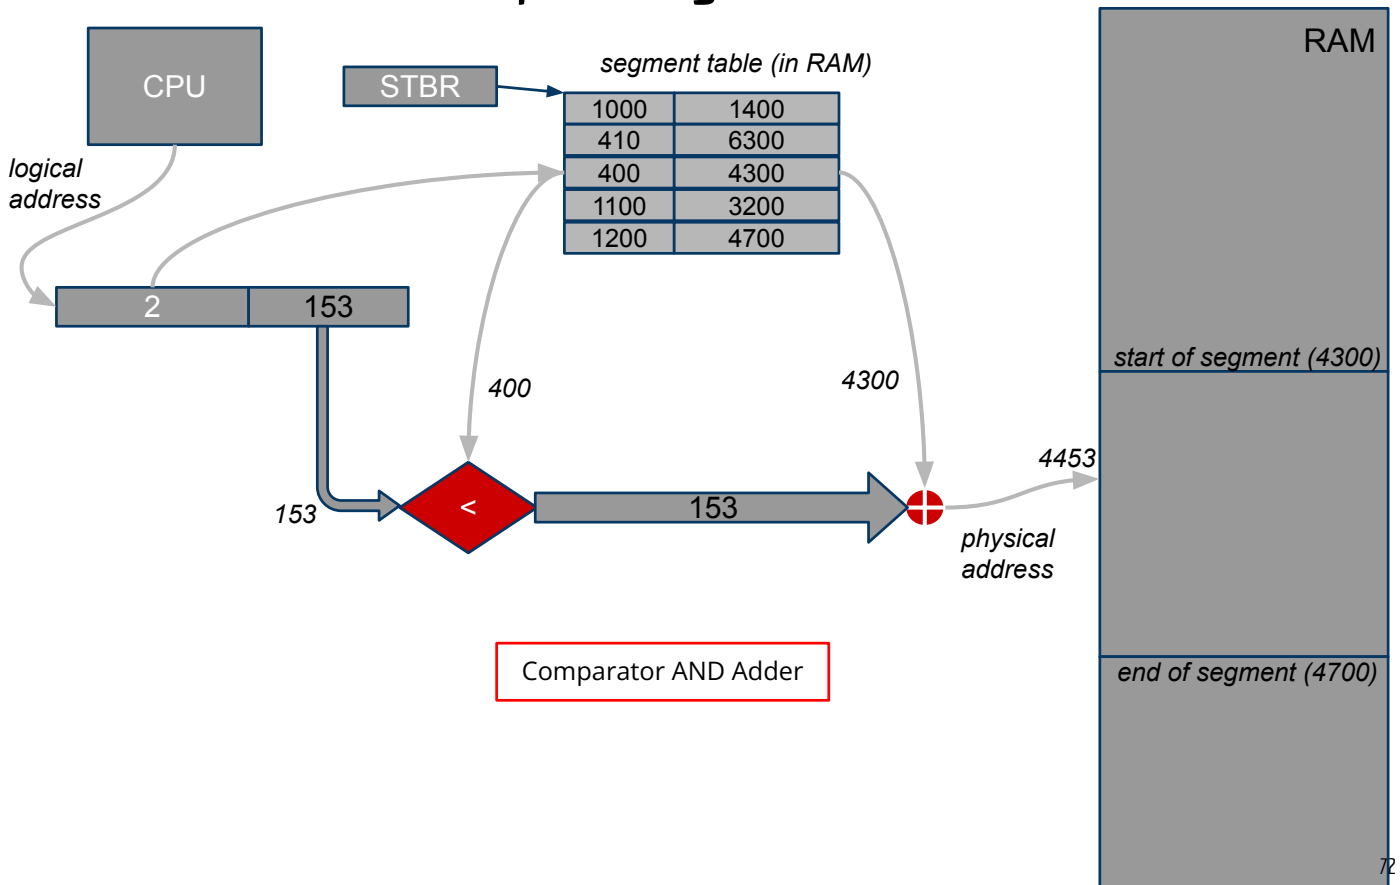 RAM
CPU
STBR
segment table (in RAM)
1000 1400
410 6300
400 4300
1100 3200
1200 4700
logical
address
2 153
start of segment (4300)
400
4300
4453
153
<
153
physical
address
Comparator AND Adder
end of segment (4700)
72